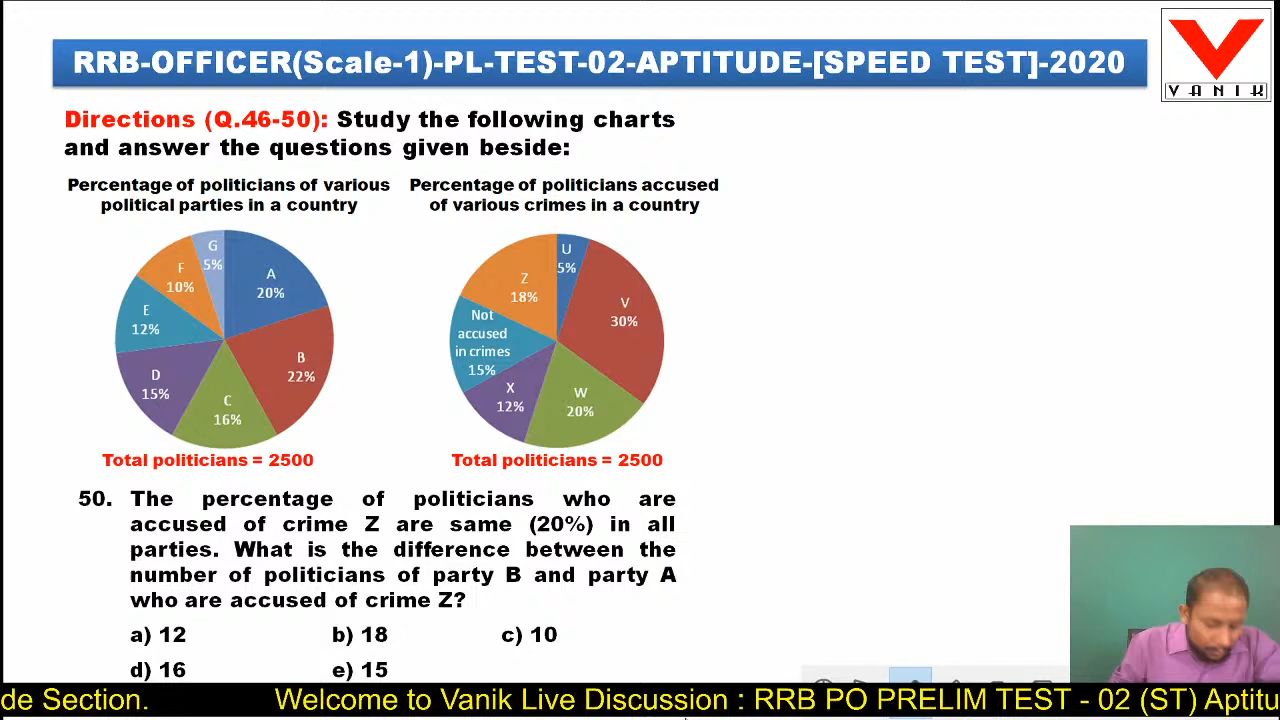 RRB-OFFICER(Scale-1)-PL-TEST-02-APTITUDE-[SPEED TEST]-2020
VANIK
Directions (Q.46-50): Study the following charts
and answer the questions given beside:
Percentage of politicians of various
political parties in a country
G
5%
A
20%
F
10%
E
12%
B
22%
D
15%
C
16%
Total politicians = 2500
Percentage of politicians accused
of various crimes in a country
U
5%
Z
18%
V
30%
Not
accused
in crimes
15%
X
12%
W
20%
Total politicians = 2500
50. The percentage of politicians who are
accused of crime Z are same (20%) in all
parties. What is the difference between the
number of politicians of party B and party A
who are accused of crime Z?
a) 12 b) 18 c) 10
d) 16 e) 15
de Section. Welcome to Vanik Live Discussion : RRB PO PRELIM TEST - 02 (ST) Aptitu